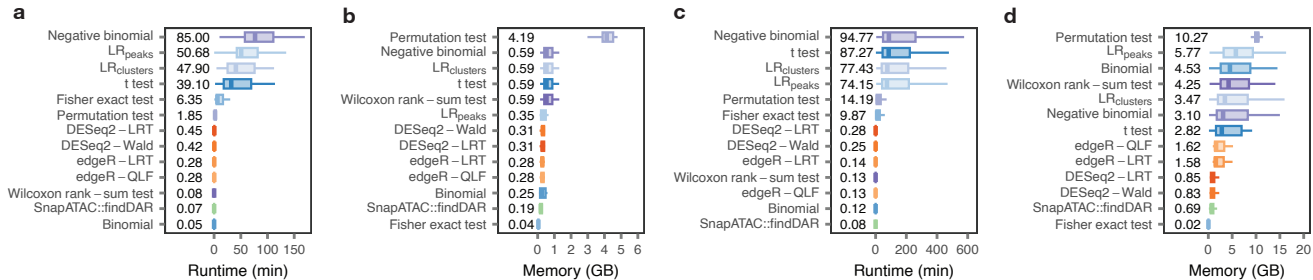 a
Negative binomial 85.00
LRpeaks 50.68
LRclusters 47.90
t test 39.10
Fisher exact test 6.35
Permutation test 1.85
DESeq2−LRT 0.45
DESeq2−Wald 0.42
edgeR−LRT 0.28
edgeR−QLF 0.28
Wilcoxon rank−sum test 0.08
SnapATAC::findDAR 0.07
Binomial 0.05
0 50 100 150
Runtime (min)
b
Permutation test 4.19
Negative binomial 0.59
LRclusters 0.59
t test 0.59
Wilcoxon rank−sum test 0.59
LRpeaks 0.35
DESeq2−Wald 0.31
DESeq2−LRT 0.31
edgeR−LRT 0.28
edgeR−QLF 0.28
Binomial 0.25
SnapATAC::findDAR 0.19
Fisher exact test 0.04
0 1 2 3 4 5 6
Memory (GB)
c
Negative binomial 94.77
t test 87.27
LRclusters 77.43
LRpeaks 74.15
Permutation test 14.19
Fisher exact test 9.87
DESeq2−LRT 0.28
DESeq2−Wald 0.25
edgeR−LRT 0.14
Wilcoxon rank−sum test 0.13
edgeR−QLF 0.13
Binomial 0.12
SnapATAC::findDAR 0.08
0 200 400 600
Runtime (min)
d
Permutation test 10.27
LRpeaks 5.77
Binomial 4.53
Wilcoxon rank−sum test 4.25
LRclusters 3.47
Negative binomial 3.10
t test 2.82
edgeR−QLF 1.62
edgeR−LRT 1.58
DESeq2−LRT 0.85
DESeq2−Wald 0.83
SnapATAC::findDAR 0.69
Fisher exact test 0.02
0 5 10 15 20
Memory (GB)